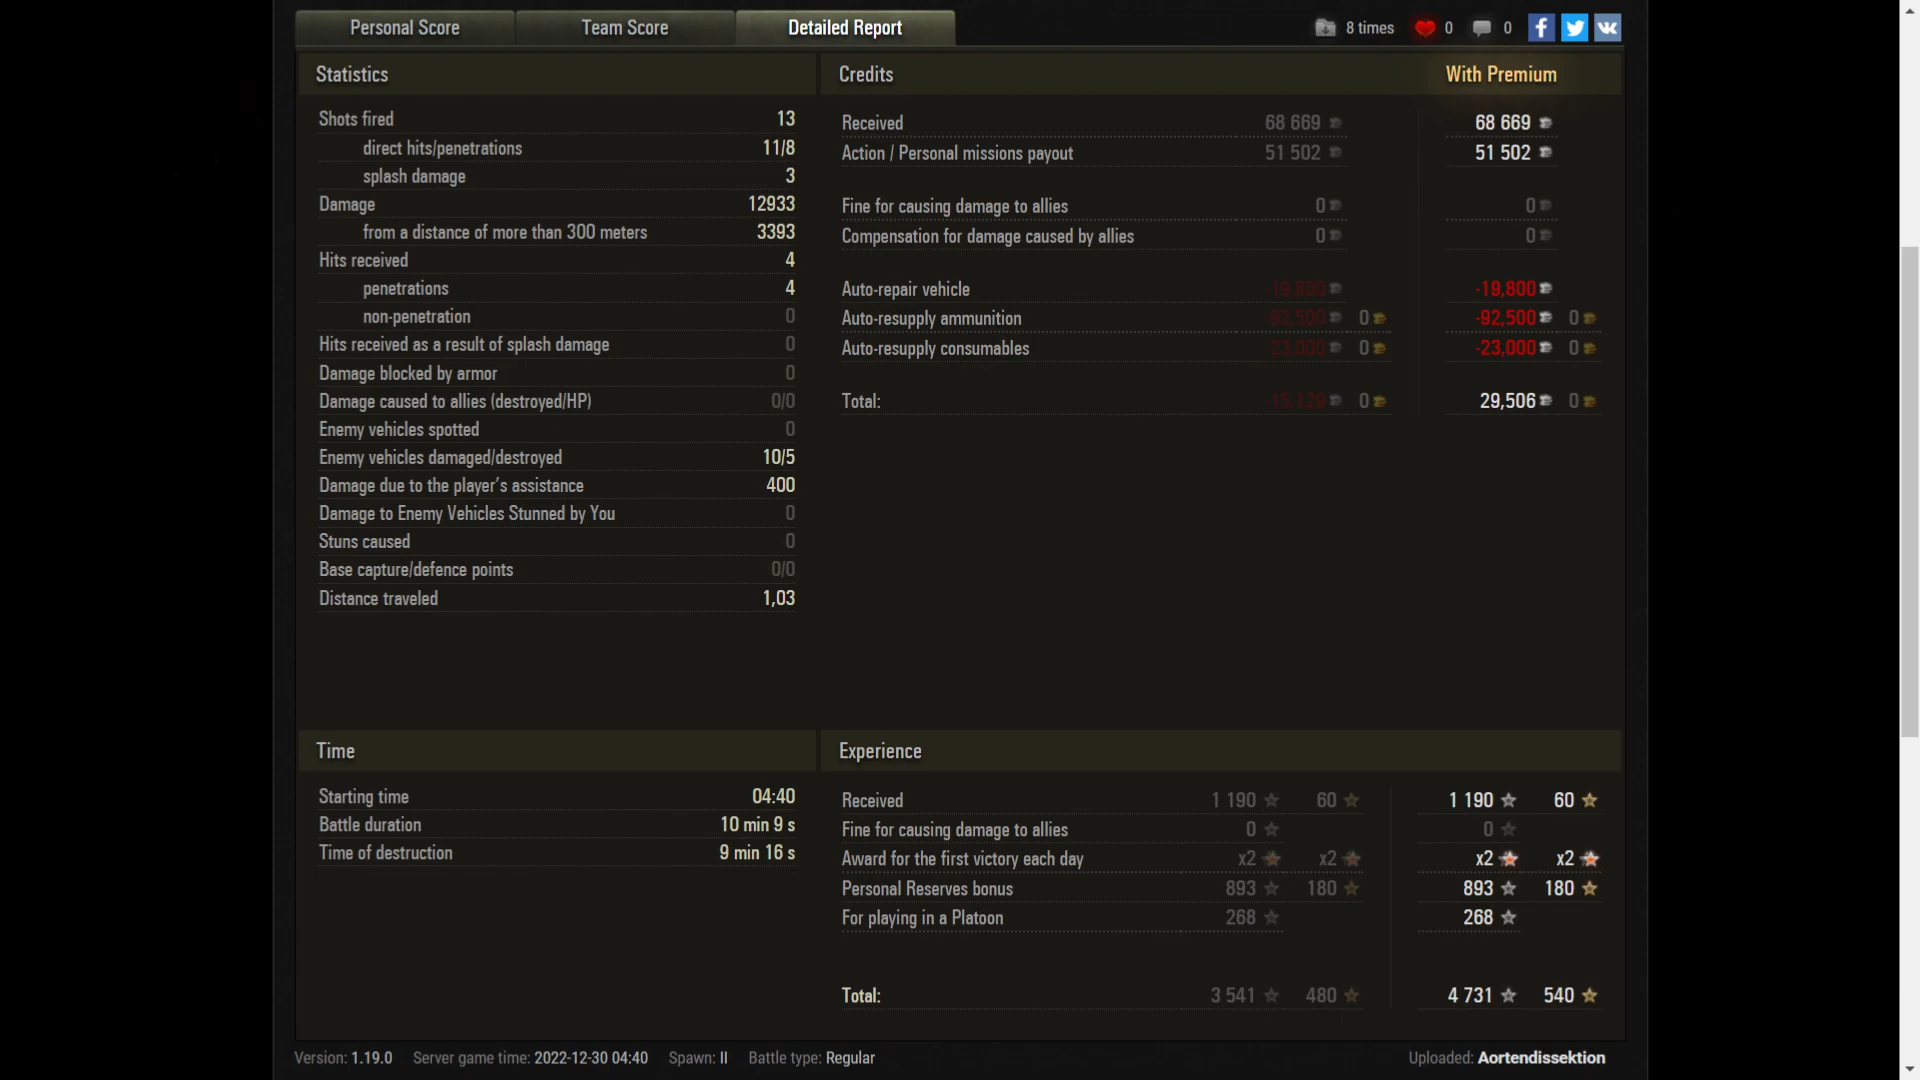 Personal Score Team Score Detailed Report 8 times 0 0
Statistics
Shots fired 13
direct hits/penetrations 11/8
splash damage 3
Damage 12933
from a distance of more than 300 meters 3393
Hits received 4
penetrations 4
non-penetration 0
Hits received as a result of splash damage 0
Damage blocked by armor 0
Damage caused to allies (destroyed/HP) 0/0
Enemy vehicles spotted 0
Enemy vehicles damaged/destroyed 10/5
Damage due to the player's assistance 400
Damage to Enemy Vehicles Stunned by You 0
Stuns caused 0
Base capture/defence points 0/0
Distance traveled 1,03
Credits With Premium
Received 68 669 68 669
Action / Personal missions payout 51 502 51 502
Fine for causing damage to allies 0 0
Compensation for damage caused by allies 0 0
Auto-repair vehicle -19,800 -19,800
Auto-resupply ammunition -92,500 0 -92,500 0
Auto-resupply consumables -23,000 0 -23,000 0
Total: -15,129 0 29,506 0
Time
Starting time 04:40
Battle duration 10 min 9 s
Time of destruction 9 min 16 s
Experience
Received 1 190 60 1 190 60
Fine for causing damage to allies 0 0
Award for the first victory each day x2 x2 x2 x2
Personal Reserves bonus 893 180 893 180
For playing in a Platoon 268 268
Total: 3 541 480 4 731 540
Version: 1.19.0 Server game time: 2022-12-30 04:40 Spawn: II Battle type: Regular Uploaded: Aortendissektion